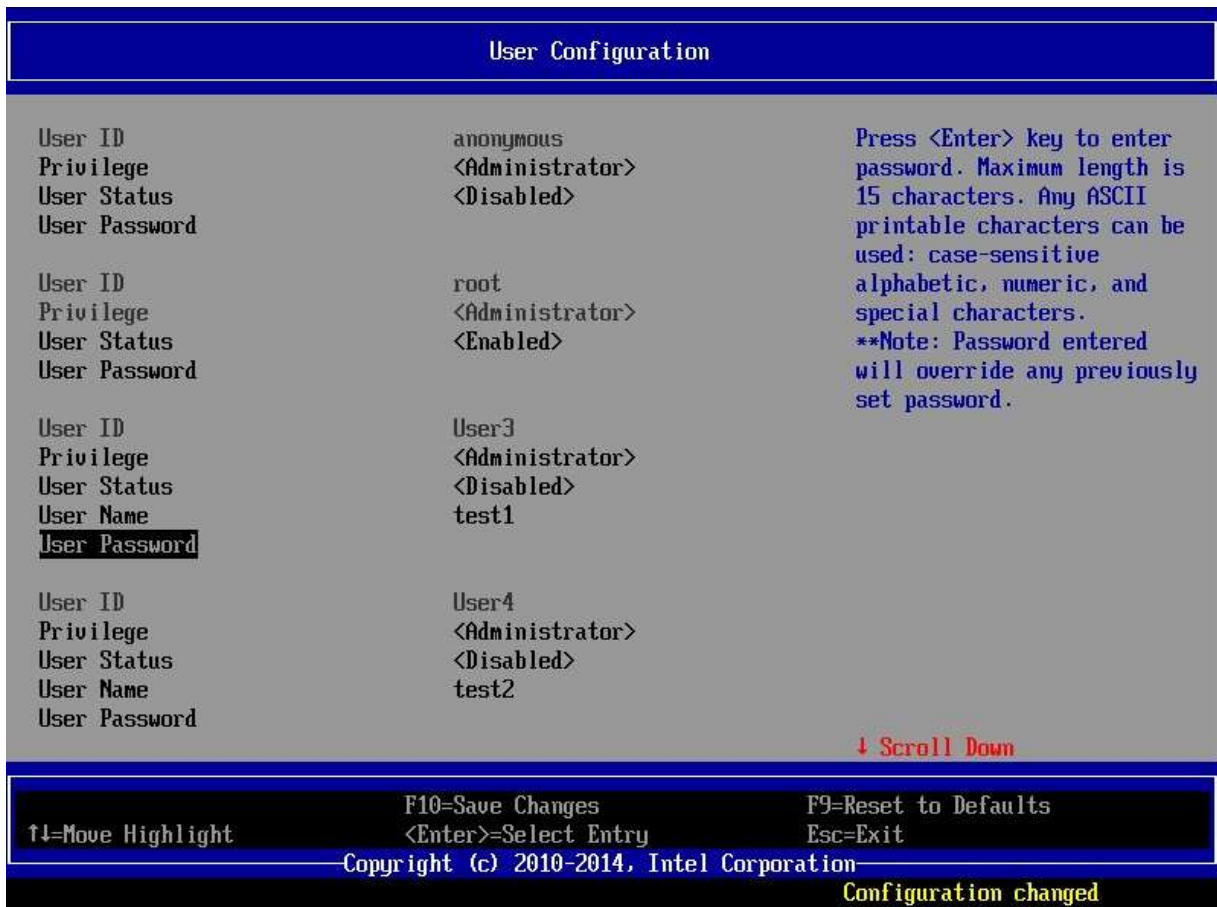 User Configuration
User ID anonymous
Privilege <Administrator>
User Status <Disabled>
User Password
User ID root
Privilege <Administrator>
User Status <Enabled>
User Password
User ID User3
Privilege <Administrator>
User Status <Disabled>
User Name test1
User Password
User ID User4
Privilege <Administrator>
User Status <Disabled>
User Name test2
User Password
Press <Enter> key to enter
password. Maximum length is
15 characters. Any ASCII
printable characters can be
used: case-sensitive
alphabetic, numeric, and
special characters.
**Note: Password entered
will override any previously
set password.
↓ Scroll Down
F10=Save Changes F9=Reset to Defaults
↑↓=Move Highlight <Enter>=Select Entry Esc=Exit
Copyright (c) 2010-2014, Intel Corporation
Configuration changed